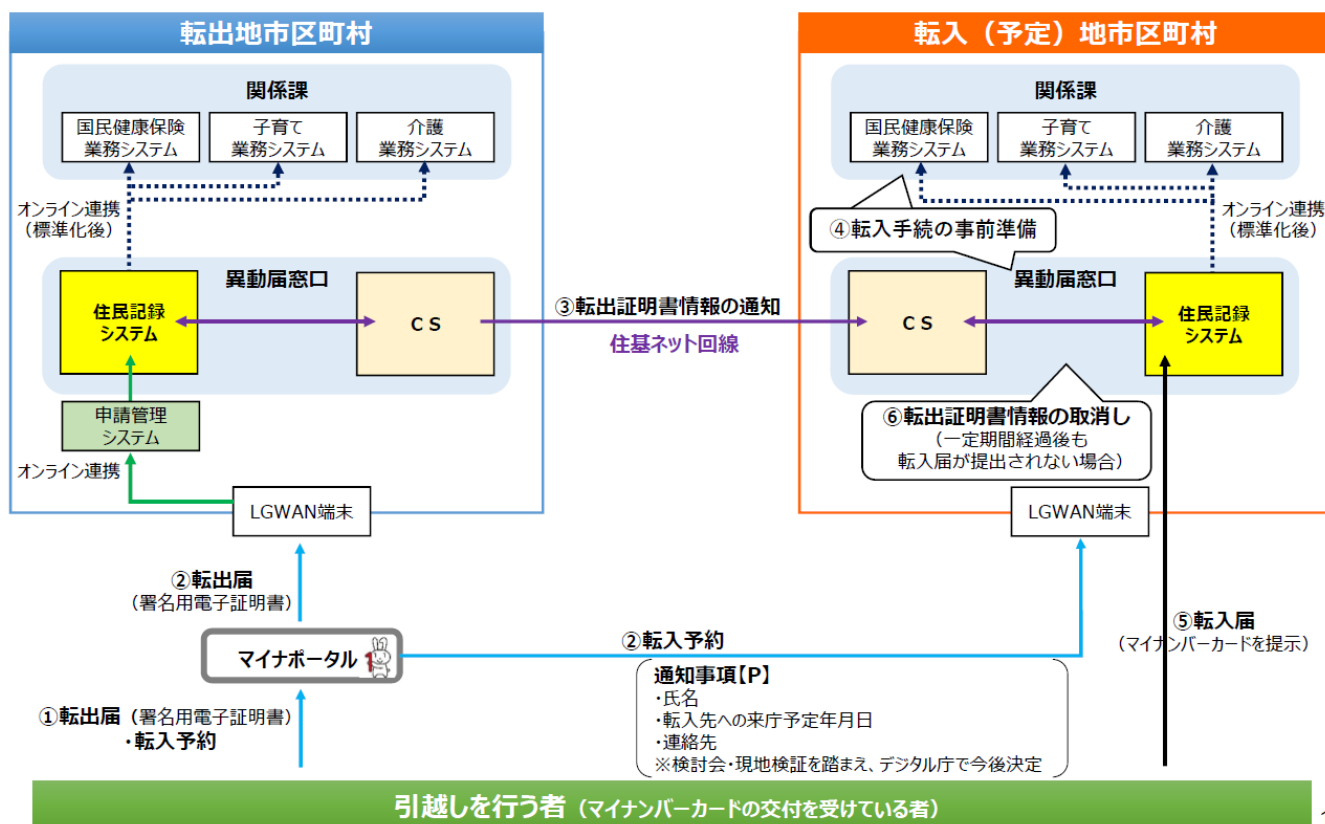 転出地市区町村
関係課
国民健康保険
業務システム
子育て
業務システム
介護
業務システム
オンライン連携
(標準化後)
異動届窓口
住民記録
システム
CS
申請管理
システム
オンライン連携
LGWAN端末
③転出証明書情報の通知
住基ネット回線
転入(予定)地市区町村
関係課
国民健康保険
業務システム
子育て
業務システム
介護
業務システム
オンライン連携
(標準化後)
④転入手続の事前準備
異動届窓口
CS
住民記録
システム
⑥転出証明書情報の取消し
(一定期間経過後も
転入届が提出されない場合)
LGWAN端末
②転出届
(署名用電子証明書)
マイナポータル
②転入予約
通知事項【P】
・氏名
・転入先への来庁予定年月日
・連絡先
※検討会・現地検証を踏まえ、デジタル庁で今後決定
⑤転入届
(マイナンバーカードを提示)
①転出届(署名用電子証明書)
・転入予約
引越しを行う者(マイナンバーカードの交付を受けている者)